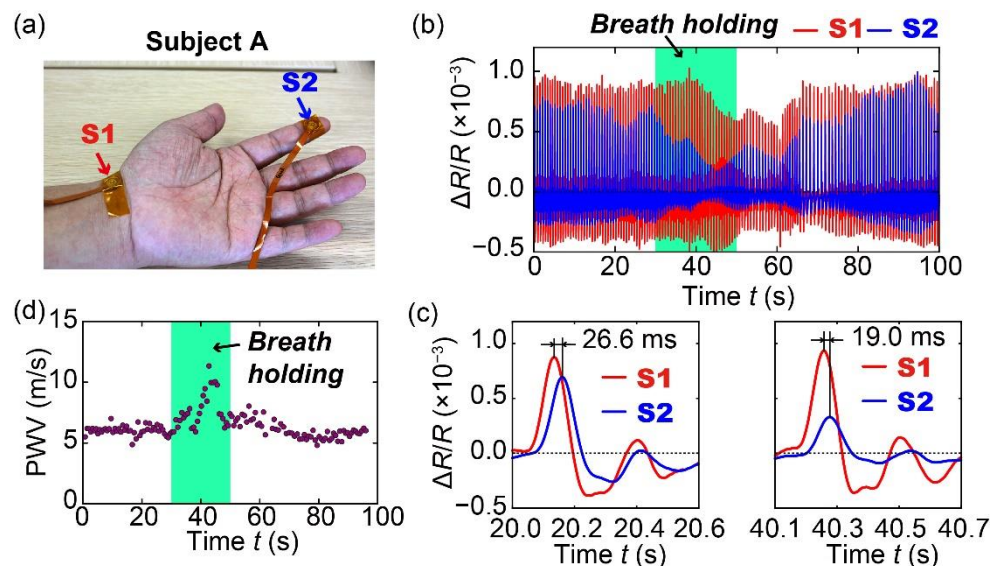 (a)
Subject A
S1
S2
(b)
Breath holding
S1
S2
ΔR/R (×10⁻³)
1.0
0.5
0.0
−0.5
0
20
40
60
80
100
Time t (s)
(d)
PWV (m/s)
15
10
5
0
Breath
holding
0
20
40
60
80
100
Time t (s)
(c)
ΔR/R (×10⁻³)
1.0
0.5
0.0
−0.5
26.6 ms
S1
S2
20.0
20.2
20.4
20.6
Time t (s)
19.0 ms
S1
S2
40.1
40.3
40.5
40.7
Time t (s)